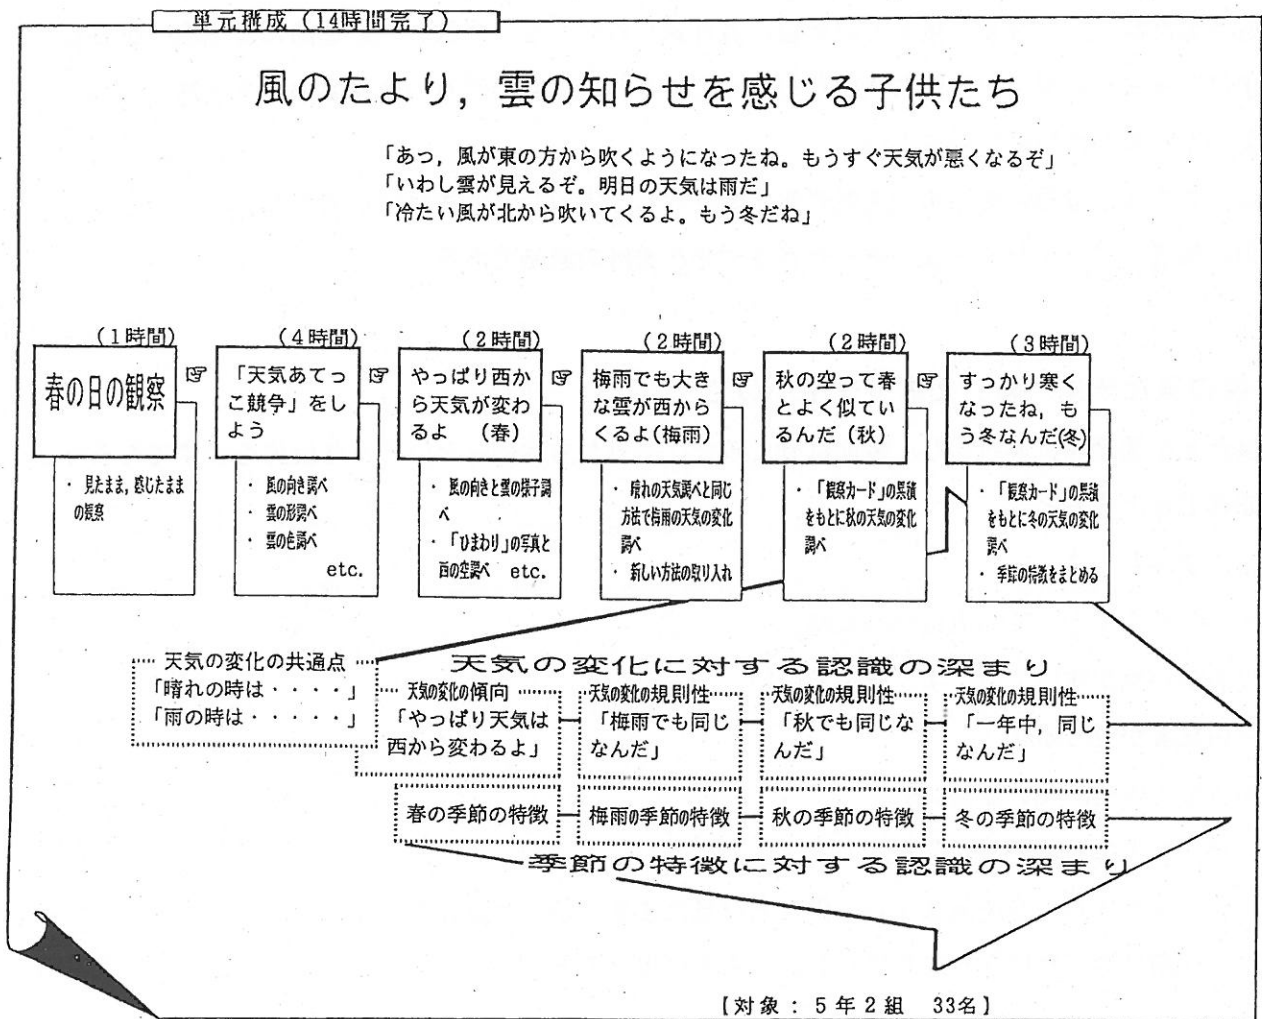 単元構成（14時間完了）
風のたより，雲の知らせを感じる子供たち
「あっ，風が東の方から吹くようになったね。もうすぐ天気が悪くなるぞ」
「いわし雲が見えるぞ。明日の天気は雨だ」
「冷たい風が北から吹いてくるよ。もう冬だね」
（1時間）
春の日の観察
・ 見たまま，感じたまま
の観察
☞
（4時間）
「天気あてっ
こ競争」をし
よう
・ 風の向き調べ
・ 雲の形調べ
・ 雲の色調べ
etc.
☞
（2時間）
やっぱり西か
ら天気が変わ
るよ （春）
・ 風の向きと雲の様子調
べ
・ 「ひまわり」の写真と
西の空調べ etc.
☞
（2時間）
梅雨でも大き
な雲が西から
くるよ(梅雨)
・ 晴れの天気調べと同じ
方法で梅雨の天気の変化
調べ
・ 新しい方法の取り入れ
☞
（2時間）
秋の空って春
とよく似てい
るんだ（秋）
・ 「観察カード」の累積
をもとに秋の天気の変化
調べ
☞
（3時間）
すっかり寒く
なったね，も
う冬なんだ(冬)
・ 「観察カード」の累積
をもとに冬の天気の変化
調べ
・ 季節の特徴をまとめる
天気の変化に対する認識の深まり
天気の変化の共通点
「晴れの時は・・・・」
「雨の時は・・・・・」
天気の変化の傾向
「やっぱり天気は
西から変わるよ」
天気の変化の規則性
「梅雨でも同じ
なんだ」
天気の変化の規則性
「秋でも同じな
んだ」
天気の変化の規則性
「一年中，同じ
なんだ」
春の季節の特徴
梅雨の季節の特徴
秋の季節の特徴
冬の季節の特徴
季節の特徴に対する認識の深まり
【対象：5年2組 33名】